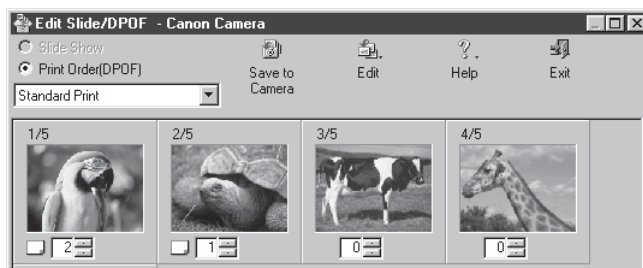 Edit Slide/DPOF - Canon Camera
Slide Show
Print Order(DPOF)
Standard Print
Save to
Camera
Edit
Help
Exit
1/5
2/5
3/5
4/5
2
1
0
0